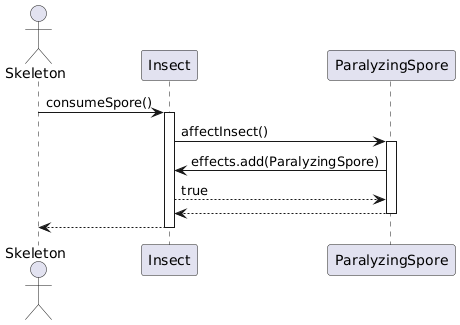 Skeleton
Insect
ParalyzingSpore
consumeSpore()
affectInsect()
effects.add(ParalyzingSpore)
true
Skeleton
Insect
ParalyzingSpore